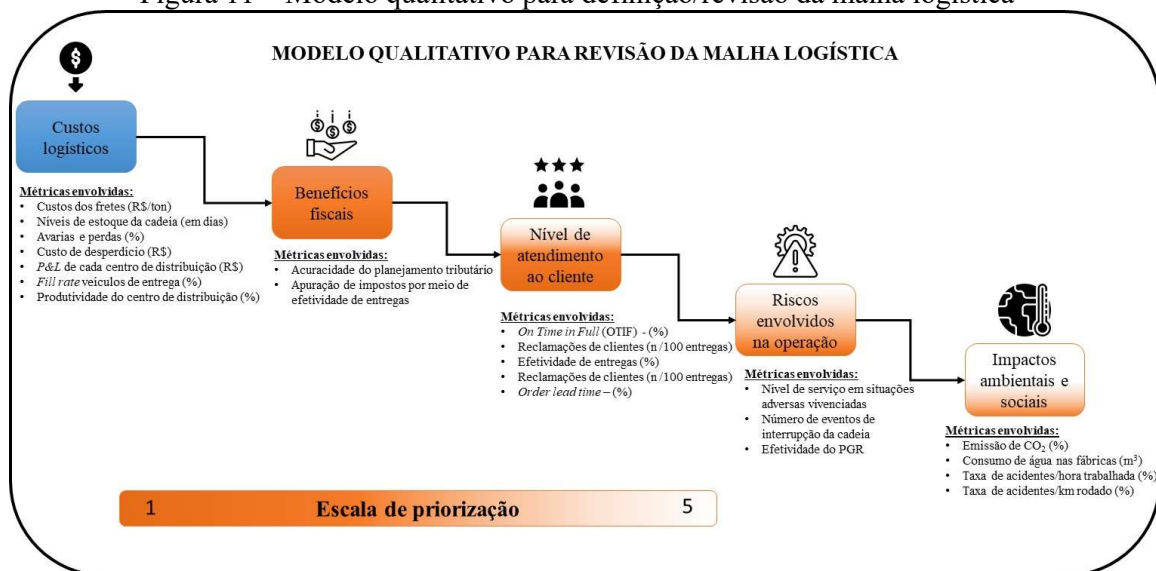 Figura 11 – Modelo qualitativo para definição/revisão da malha logística
MODELO QUALITATIVO PARA REVISÃO DA MALHA LOGÍSTICA
Custos
logísticos
Métricas envolvidas:
• Custos dos fretes (R$/ton)
• Níveis de estoque da cadeia (em dias)
• Avarias e perdas (%)
• Custo de desperdício (R$)
• P&L de cada centro de distribuição (R$)
• Fill rate veículos de entrega (%)
• Produtividade do centro de distribuição (%)
Benefícios
fiscais
Métricas envolvidas:
• Acuracidade do planejamento tributário
• Apuração de impostos por meio de
efetividade de entregas
Nível de
atendimento
ao cliente
Métricas envolvidas:
• On Time in Full (OTIF) - (%)
• Reclamações de clientes (n /100 entregas)
• Efetividade de entregas (%)
• Reclamações de clientes (n /100 entregas)
• Order lead time – (%)
Riscos
envolvidos
na operação
Métricas envolvidas:
• Nível de serviço em situações
adversas vivenciadas
• Número de eventos de
interrupção da cadeia
• Efetividade do PGR
Impactos
ambientais e
sociais
Métricas envolvidas:
• Emissão de CO₂ (%)
• Consumo de água nas fábricas (m³)
• Taxa de acidentes/hora trabalhada (%)
• Taxa de acidentes/km rodado (%)
1 Escala de priorização 5